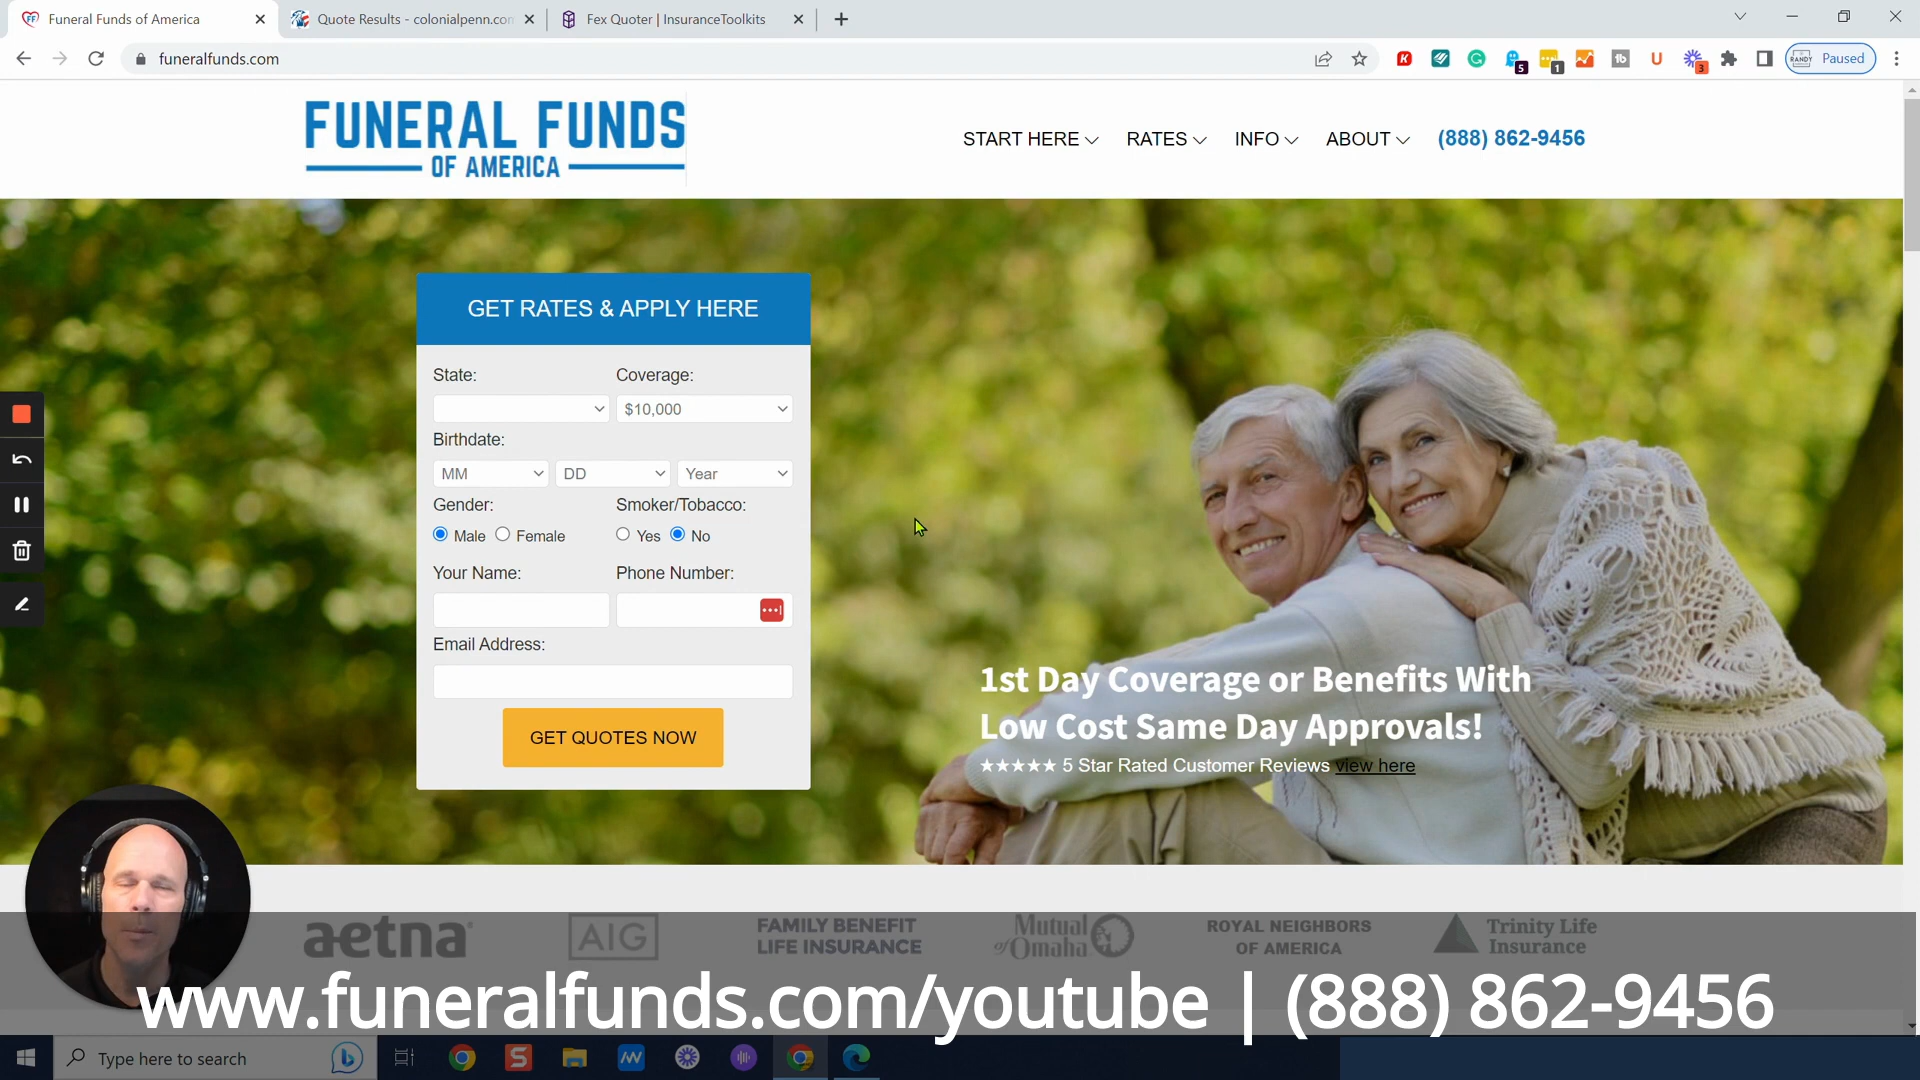 Funeral Funds of America
Quote Results - colonialpenn.com
Fex Quoter | InsuranceToolkits
funeralfunds.com
5
1
16
U
3
RANDY
Paused
FUNERAL FUNDS
OF AMERICA
START HERE
RATES
INFO
ABOUT
(888) 862-9456
GET RATES & APPLY HERE
State:
Coverage:
$10,000
Birthdate:
MM
DD
Year
Gender:
Smoker/Tobacco:
Male
Female
Yes
No
Your Name:
Phone Number:
Email Address:
GET QUOTES NOW
1st Day Coverage or Benefits With
Low Cost Same Day Approvals!
★★★★★ 5 Star Rated Customer Reviews view here
aetna
AIG
FAMILY BENEFIT
LIFE INSURANCE
Mutual
of Omaha
ROYAL NEIGHBORS
OF AMERICA
Trinity Life
Insurance
www.funeralfunds.com/youtube | (888) 862-9456
Type here to search